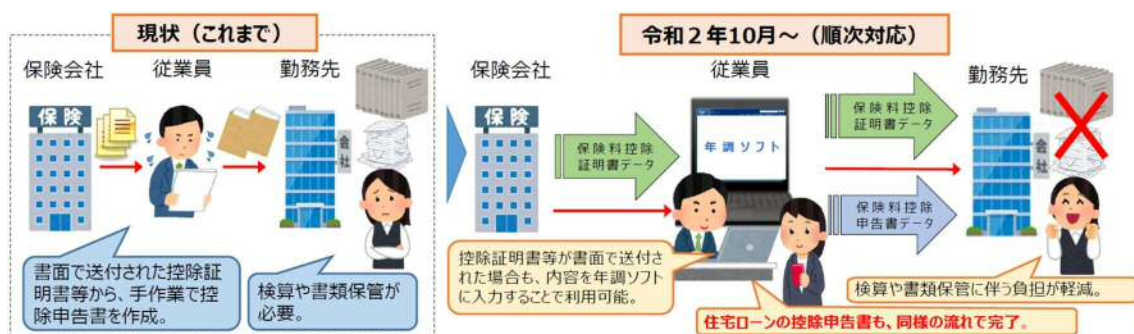 現状（これまで）
保険会社
従業員
勤務先
保険
会社
書面で送付された控除証
明書等から、手作業で控
除申告書を作成。
検算や書類保管が
必要。
令和２年10月～（順次対応）
保険会社
従業員
勤務先
保険
保険料控除
証明書データ
年調ソフト
保険料控除
証明書データ
保険料控除
申告書データ
会社
控除証明書等が書面で送付さ
れた場合も、内容を年調ソフト
に入力することで利用可能。
検算や書類保管に伴う負担が軽減。
住宅ローンの控除申告書も、同様の流れで完了。